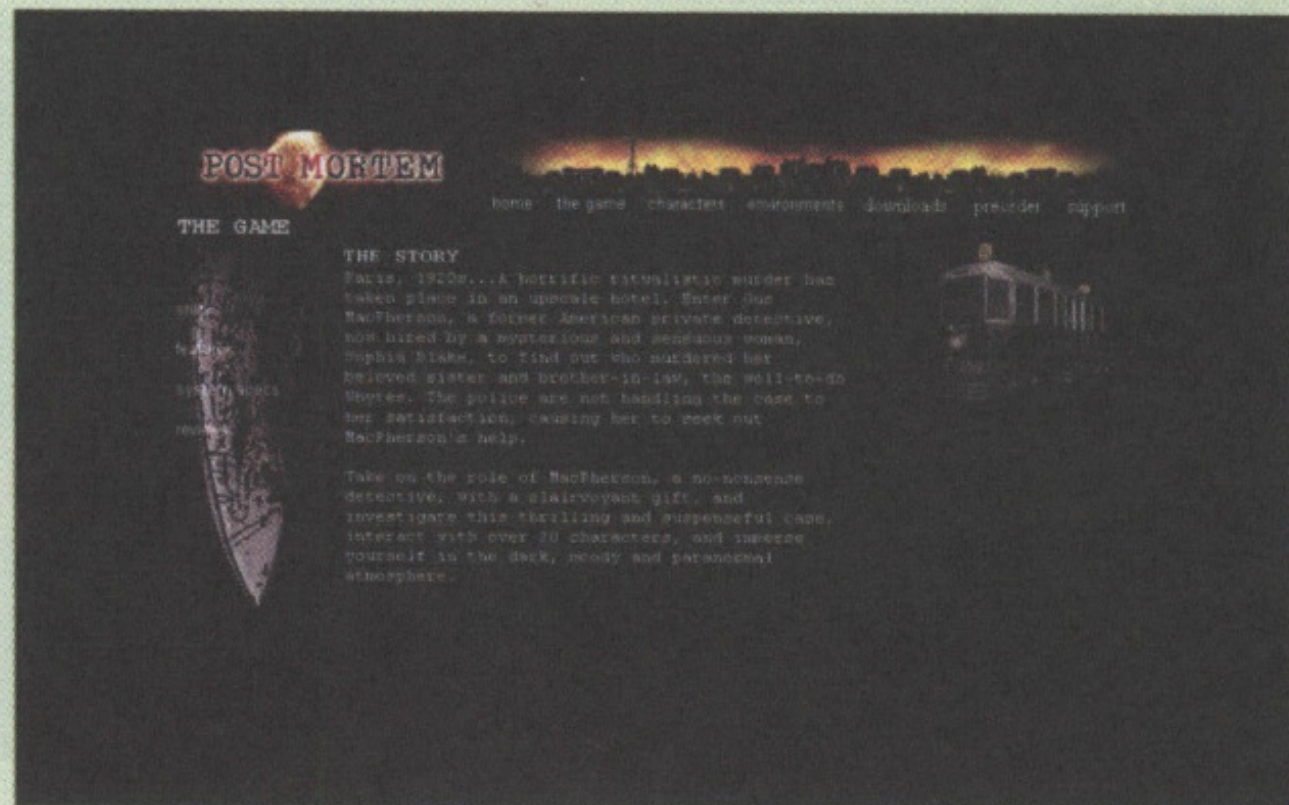 POST MORTEM
home the game characters environments downloads preorder support
THE GAME
THE STORY
Paris, 1920s...A horrific ritualistic murder has
taken place in an upscale hotel. Enter Gus
MacPherson, a former American private detective,
now hired by a mysterious and sensuous woman,
Sophia Blake, to find out who murdered her
beloved sister and brother-in-law, the well-to-do
Whytes. The police are not handling the case to
her satisfaction, causing her to seek out
MacPherson's help.
Take on the role of MacPherson, a no-nonsense
detective, with a clairvoyant gift, and
investigate this thrilling and suspenseful case,
interact with over 20 characters, and immerse
yourself in the dark, moody and paranormal
atmosphere.
system specs